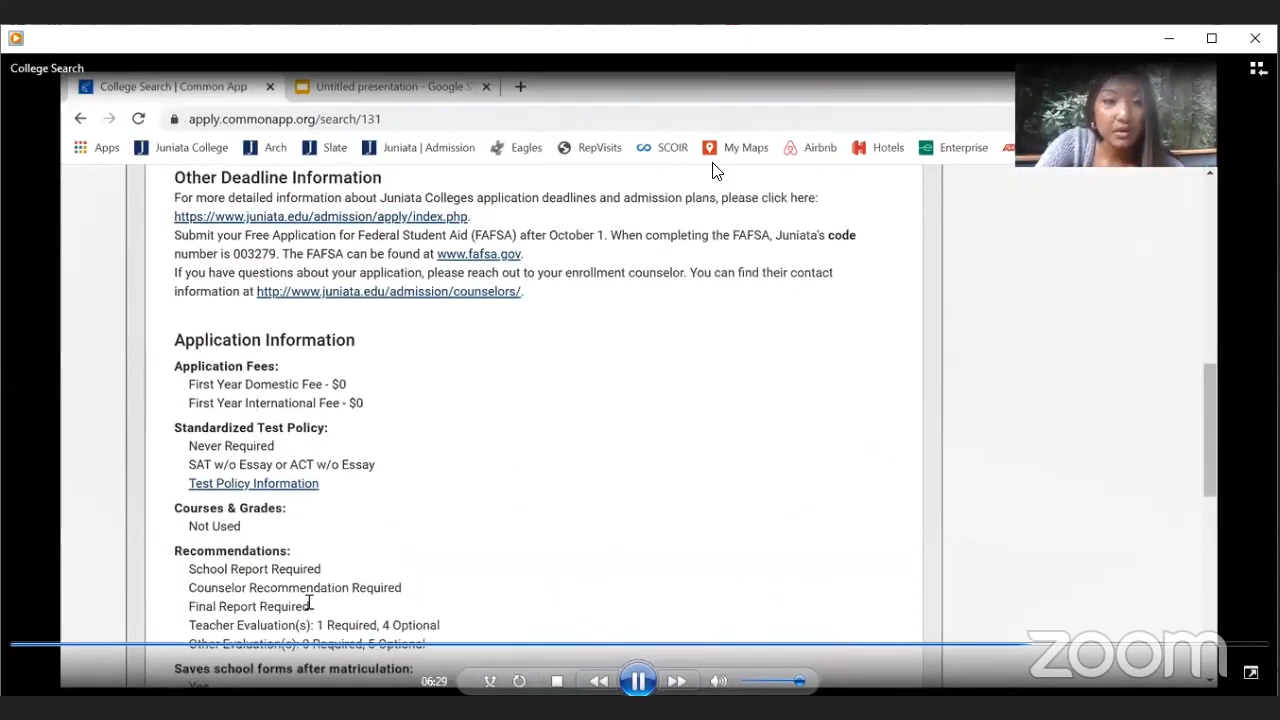 College Search
College Search | Common App
Untitled presentation - Google S
apply.commonapp.org/search/131
Apps
Juniata College
Arch
Slate
Juniata | Admission
Eagles
RepVisits
SCOIR
My Maps
Airbnb
Hotels
Enterprise
Other Deadline Information
For more detailed information about Juniata Colleges application deadlines and admission plans, please click here:
https://www.juniata.edu/admission/apply/index.php.
Submit your Free Application for Federal Student Aid (FAFSA) after October 1. When completing the FAFSA, Juniata's code
number is 003279. The FAFSA can be found at www.fafsa.gov.
If you have questions about your application, please reach out to your enrollment counselor. You can find their contact
information at http://www.juniata.edu/admission/counselors/.
Application Information
Application Fees:
First Year Domestic Fee - $0
First Year International Fee - $0
Standardized Test Policy:
Never Required
SAT w/o Essay or ACT w/o Essay
Test Policy Information
Courses & Grades:
Not Used
Recommendations:
School Report Required
Counselor Recommendation Required
Final Report Required
Teacher Evaluation(s): 1 Required, 4 Optional
Other Evaluation(s): 0 Required, 5 Optional
Saves school forms after matriculation:
Yes
06:29
zoom